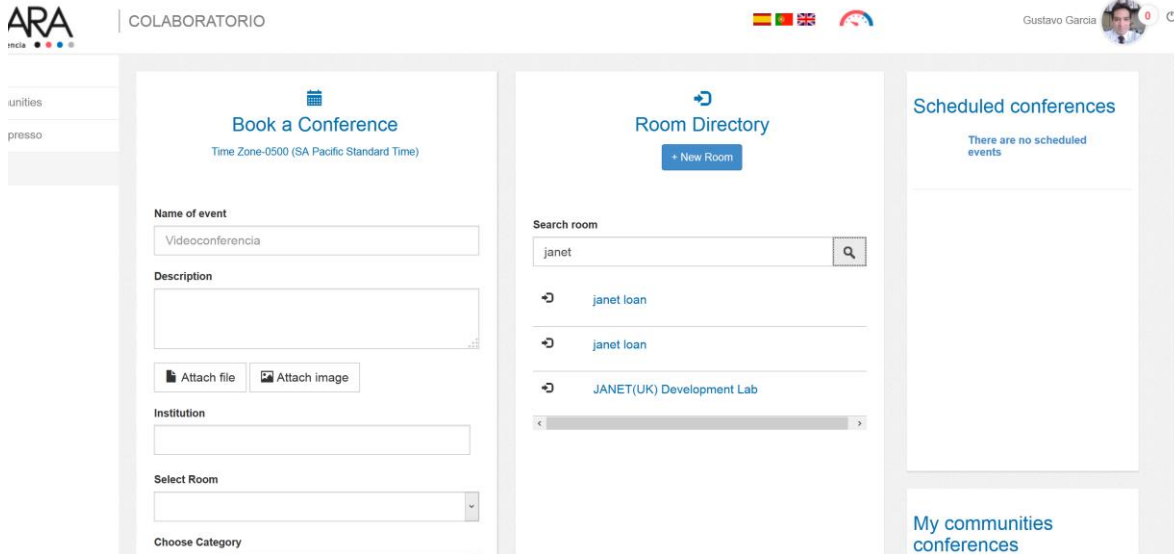 ARA
encia
COLABORATORIO
Gustavo Garcia
0
unities
presso
Book a Conference
Time Zone-0500 (SA Pacific Standard Time)
Name of event
Videoconferencia
Description
Attach file
Attach image
Institution
Select Room
Choose Category
Room Directory
+ New Room
Search room
janet
janet loan
janet loan
JANET(UK) Development Lab
Scheduled conferences
There are no scheduled
events
My communities
conferences